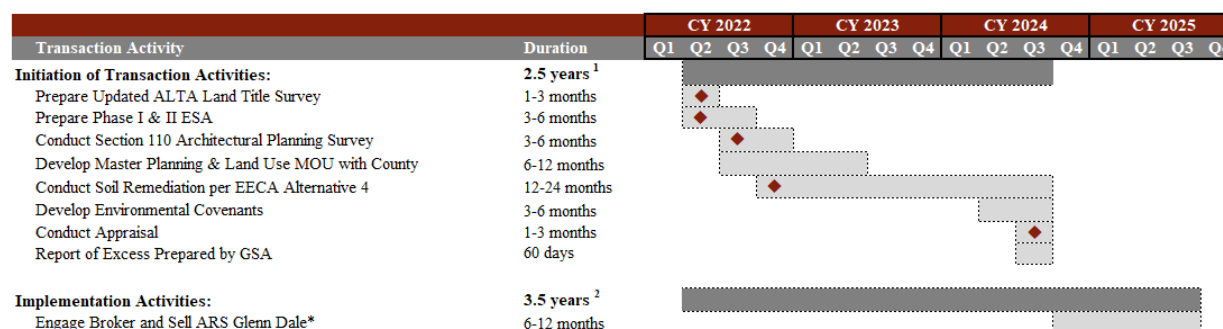 CY 2022 CY 2023 CY 2024 CY 2025
Transaction Activity Duration Q1 Q2 Q3 Q4 Q1 Q2 Q3 Q4 Q1 Q2 Q3 Q4 Q1 Q2 Q3
Initiation of Transaction Activities: 2.5 years 1
Prepare Updated ALTA Land Title Survey 1-3 months
Prepare Phase I & II ESA 3-6 months
Conduct Section 110 Architectural Planning Survey 3-6 months
Develop Master Planning & Land Use MOU with County 6-12 months
Conduct Soil Remediation per EECA Alternative 4 12-24 months
Develop Environmental Covenants 3-6 months
Conduct Appraisal 1-3 months
Report of Excess Prepared by GSA 60 days
Implementation Activities: 3.5 years 2
Engage Broker and Sell ARS Glenn Dale* 6-12 months